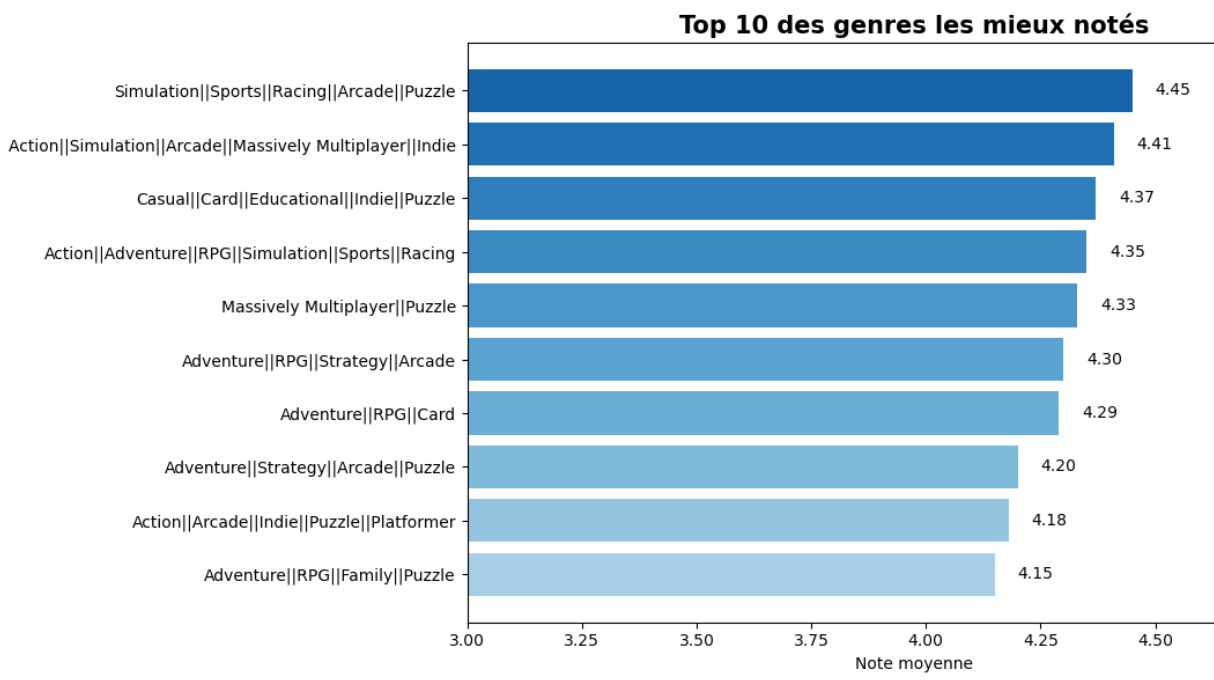 Top 10 des genres les mieux notés
Simulation||Sports||Racing||Arcade||Puzzle 4.45
Action||Simulation||Arcade||Massively Multiplayer||Indie 4.41
Casual||Card||Educational||Indie||Puzzle 4.37
Action||Adventure||RPG||Simulation||Sports||Racing 4.35
Massively Multiplayer||Puzzle 4.33
Adventure||RPG||Strategy||Arcade 4.30
Adventure||RPG||Card 4.29
Adventure||Strategy||Arcade||Puzzle 4.20
Action||Arcade||Indie||Puzzle||Platformer 4.18
Adventure||RPG||Family||Puzzle 4.15
3.00 3.25 3.50 3.75 4.00 4.25 4.50
Note moyenne